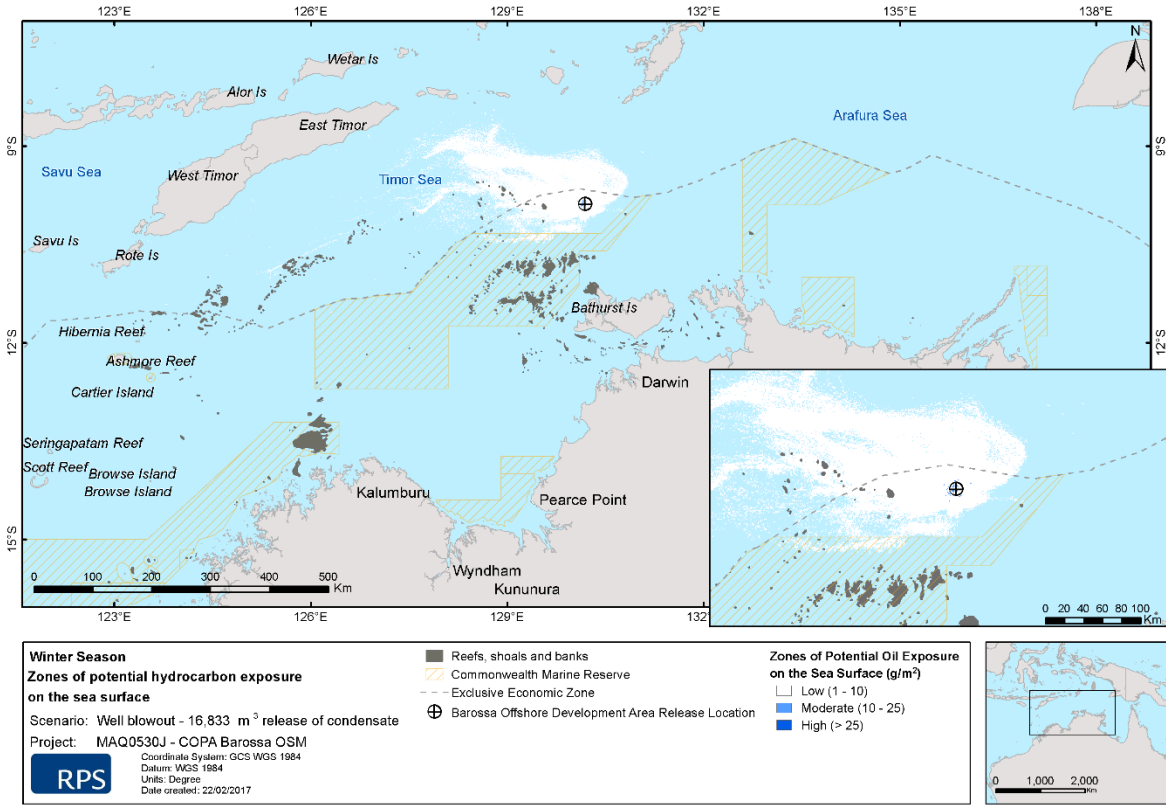 123°E 126°E 129°E 132°E 135°E 138°E
N
Wetar Is
Alor Is
East Timor
Arafura Sea
9°S 9°S
Savu Sea
West Timor
Timor Sea
Savu Is
Rote Is
Bathurst Is
Hibernia Reef
12°S 12°S
Ashmore Reef
Darwin
Cartier Island
Seringapatam Reef
Scott Reef
Browse Island
Browse Island
Kalumburu
Pearce Point
15°S
Wyndham
Kununura
0 100 200 300 400 500
Km
0 20 40 60 80 100
Km
123°E 126°E 129°E 132°E
Winter Season
Zones of potential hydrocarbon exposure
on the sea surface
Scenario: Well blowout - 16,833 m³ release of condensate
Project: MAQ0530J - COPA Barossa OSM
RPS
Coordinate System: GCS WGS 1984
Datum: WGS 1984
Units: Degree
Date created: 22/02/2017
Reefs, shoals and banks
Commonwealth Marine Reserve
Exclusive Economic Zone
Barossa Offshore Development Area Release Location
Zones of Potential Oil Exposure
on the Sea Surface (g/m²)
Low (1 - 10)
Moderate (10 - 25)
High (> 25)
0 1,000 2,000
Km